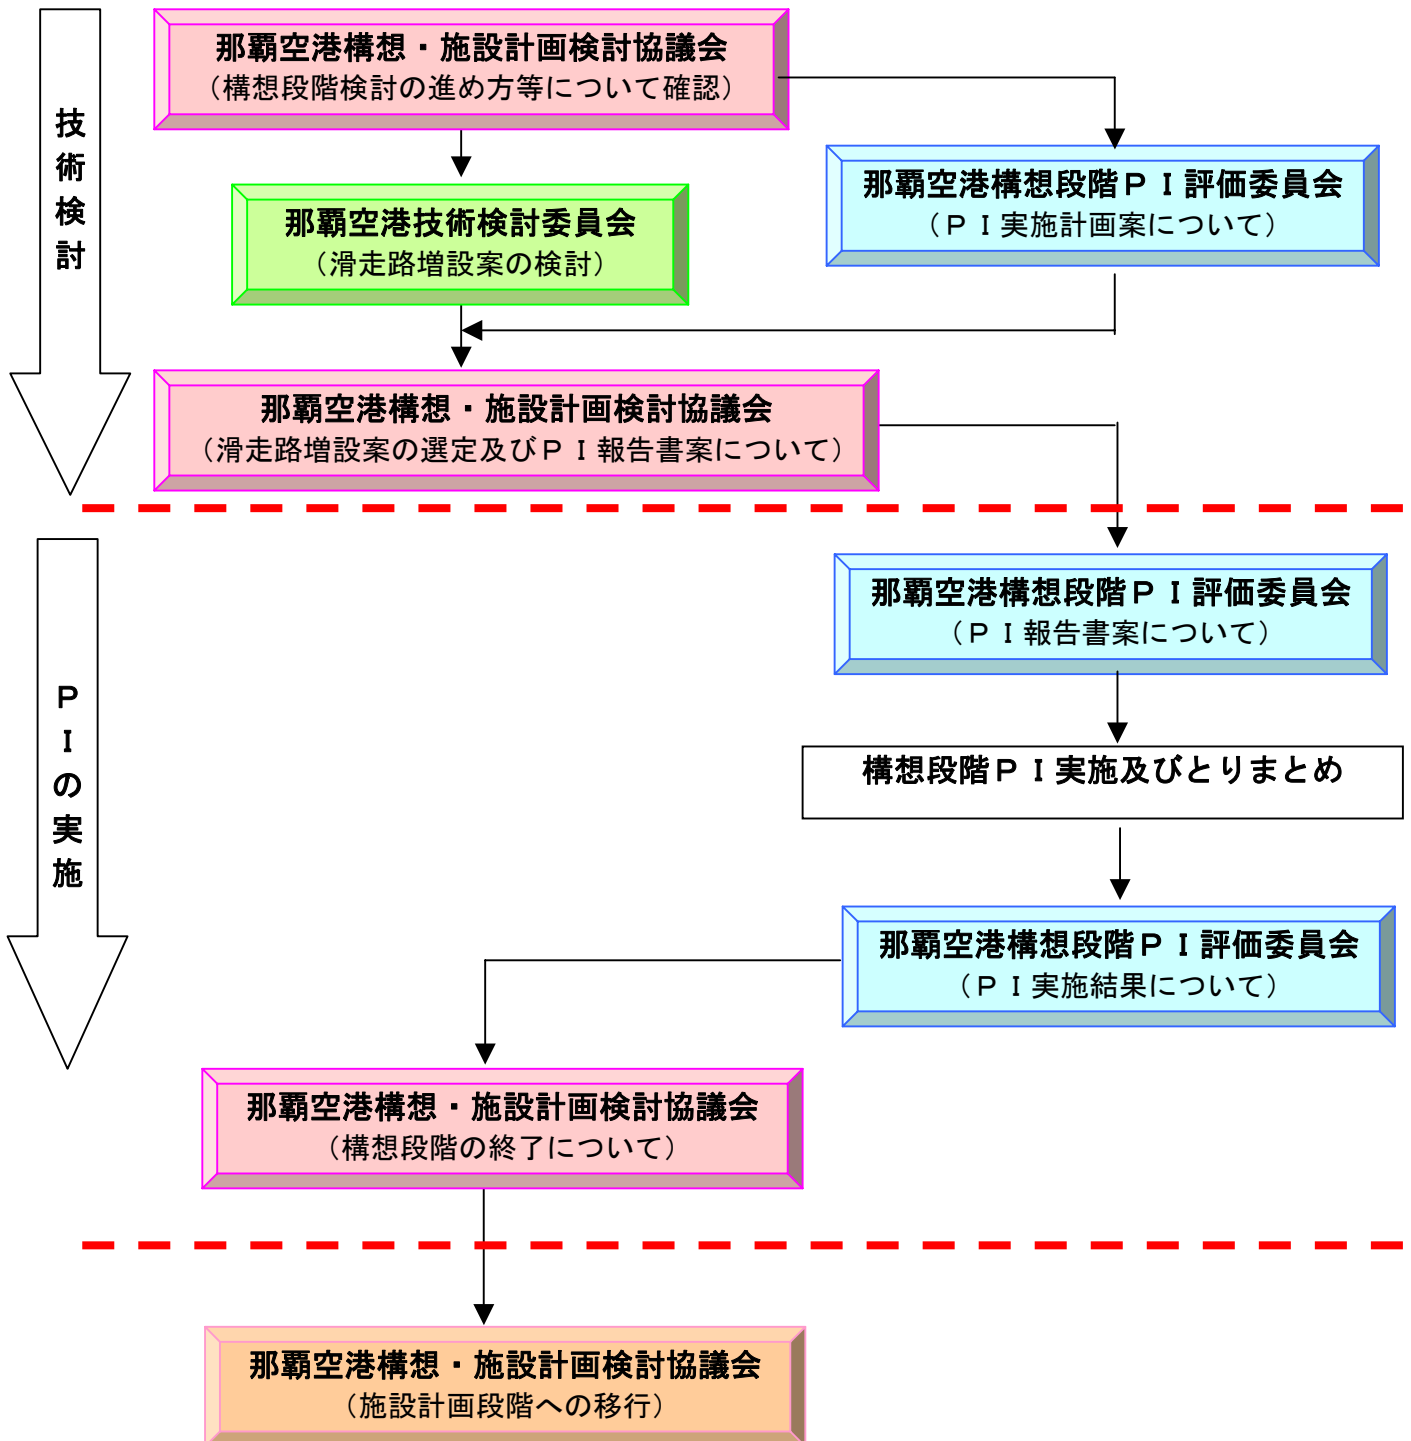 那覇空港構想・施設計画検討協議会
（構想段階検討の進め方等について確認）
技術検討
那覇空港構想段階ＰＩ評価委員会
（ＰＩ実施計画案について）
那覇空港技術検討委員会
（滑走路増設案の検討）
那覇空港構想・施設計画検討協議会
（滑走路増設案の選定及びＰＩ報告書案について）
那覇空港構想段階ＰＩ評価委員会
（ＰＩ報告書案について）
ＰＩの実施
構想段階ＰＩ実施及びとりまとめ
那覇空港構想段階ＰＩ評価委員会
（ＰＩ実施結果について）
那覇空港構想・施設計画検討協議会
（構想段階の終了について）
那覇空港構想・施設計画検討協議会
（施設計画段階への移行）